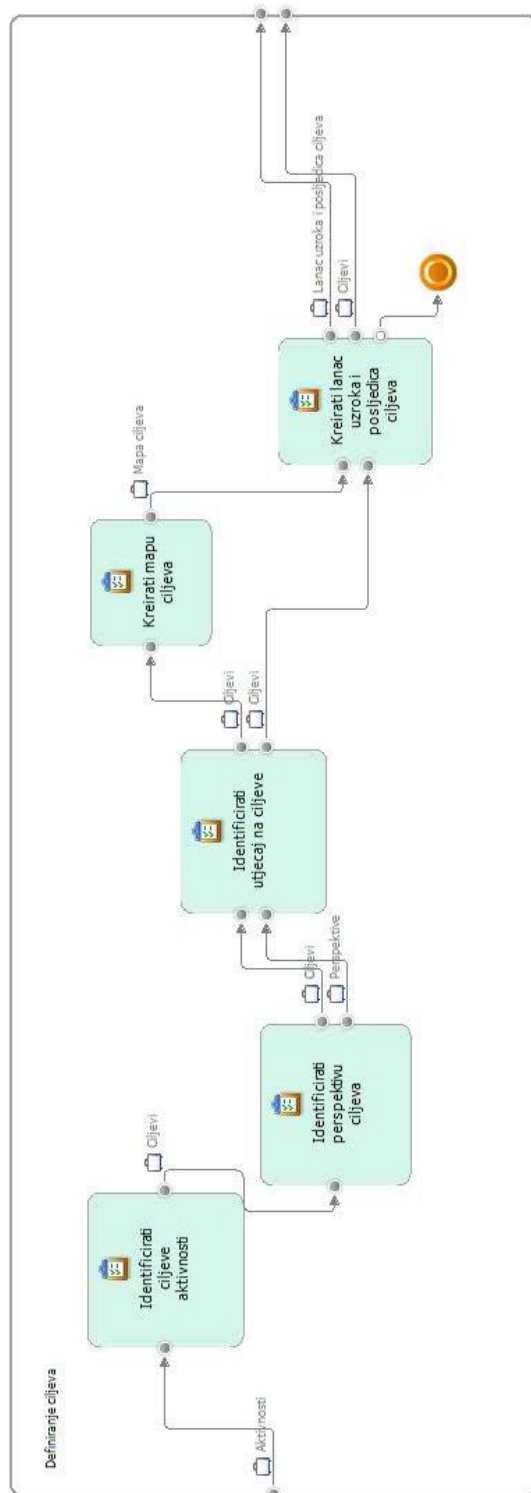 Definiranje ciljeva
Aktivnosti
Identificirati
ciljeve
aktivnosti
Ciljevi
Identificirati
perspektivu
ciljeva
Ciljevi
Perspektive
Identificirati
utjecaj na ciljeve
Ciljevi
Ciljevi
Kreirati mapu
ciljeva
Mapa ciljeva
Kreirati lanac
uzroka i
posljedica
ciljeva
Lanac uzroka i posljedica ciljeva
Ciljevi